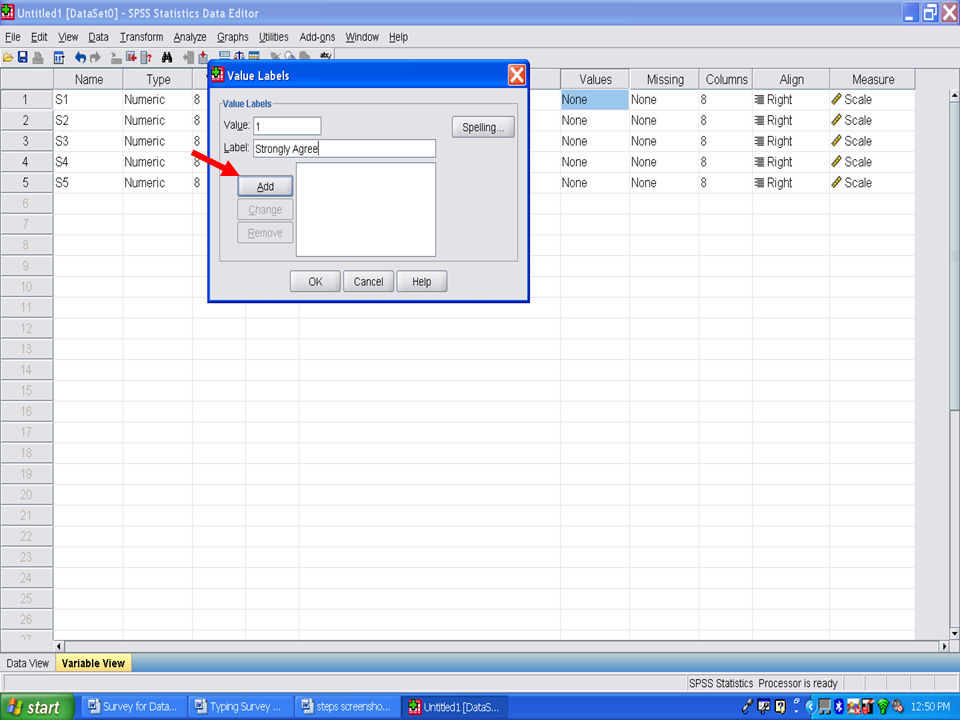 Untitled1 [DataSet0] - SPSS Statistics Data Editor
File Edit View Data Transform Analyze Graphs Utilities Add-ons Window Help
Name Type Values Missing Columns Align Measure
1 S1 Numeric 8 None None 8 Right Scale
2 S2 Numeric 8 None None 8 Right Scale
3 S3 Numeric 8 None None 8 Right Scale
4 S4 Numeric 8 None None 8 Right Scale
5 S5 Numeric 8 None None 8 Right Scale
6
7
8
9
10
11
12
13
14
15
16
17
18
19
20
21
22
23
24
25
26
27
Value Labels
Value Labels
Value: 1
Spelling...
Label: Strongly Agree
Add
Change
Remove
OK Cancel Help
Data View Variable View
SPSS Statistics Processor is ready
start Survey for Data... Typing Survey ... steps screensho... Untitled1 [DataS... 12:50 PM